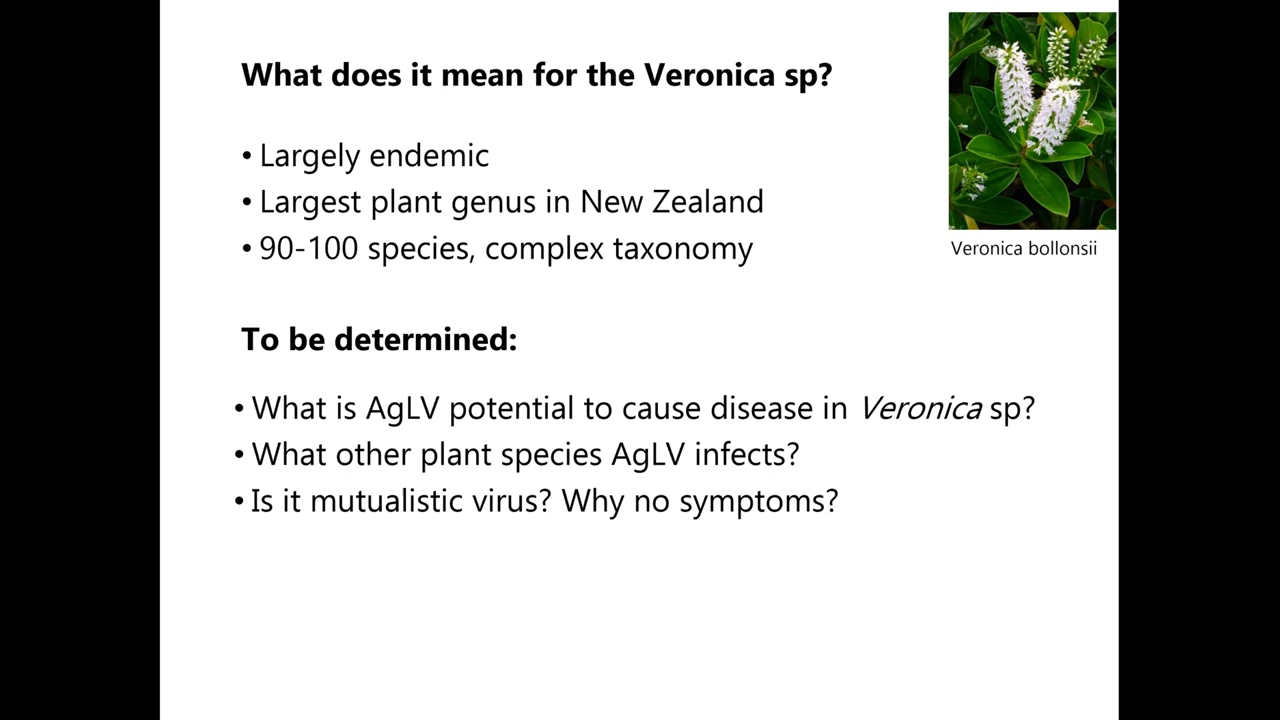 What does it mean for the Veronica sp?
• Largely endemic
• Largest plant genus in New Zealand
• 90-100 species, complex taxonomy
Veronica bollonsii
To be determined:
• What is AgLV potential to cause disease in Veronica sp?
• What other plant species AgLV infects?
• Is it mutualistic virus? Why no symptoms?